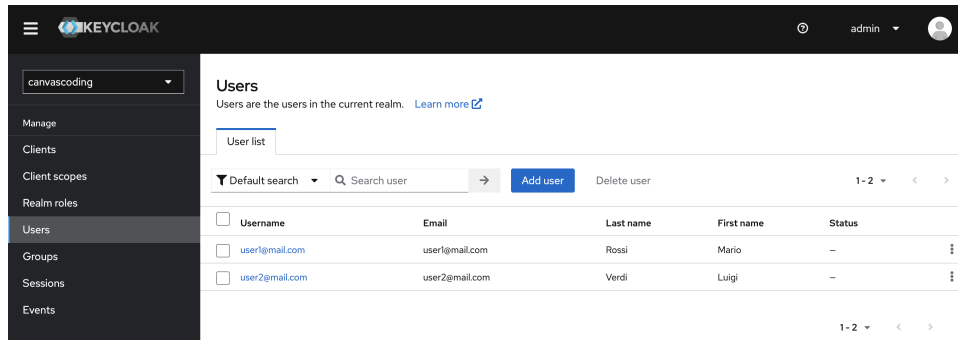 KEYCLOAK
admin
canvascoding
Manage
Clients
Client scopes
Realm roles
Users
Groups
Sessions
Events
Users
Users are the users in the current realm. Learn more
User list
Default search Search user Add user Delete user 1 - 2
Username Email Last name First name Status
user1@mail.com user1@mail.com Rossi Mario –
user2@mail.com user2@mail.com Verdi Luigi –
1 - 2